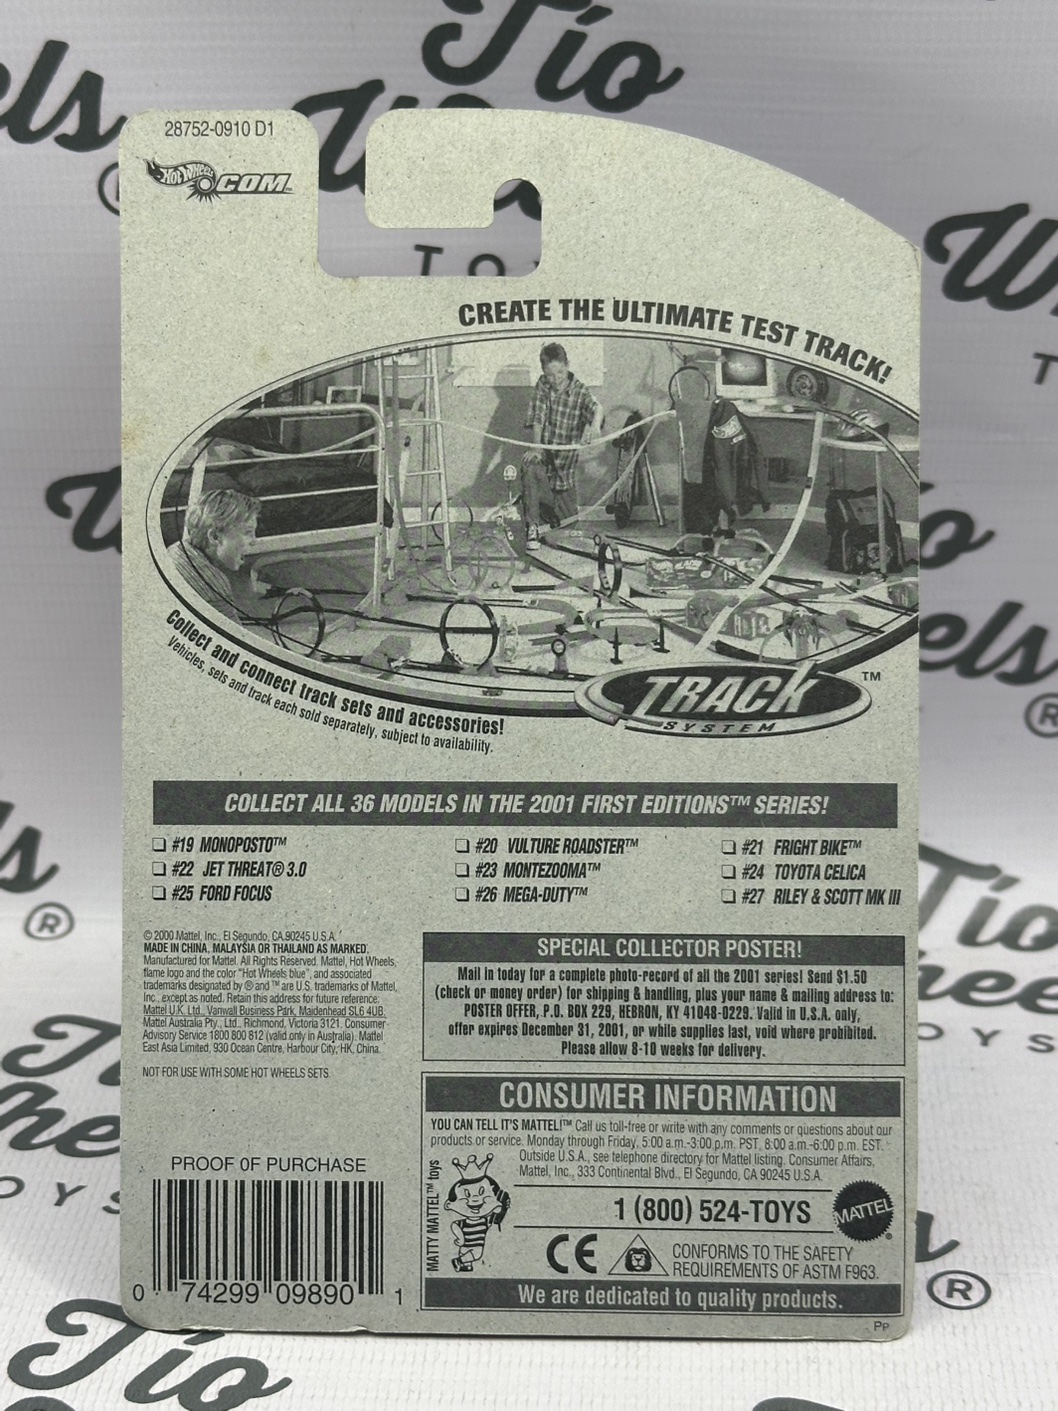 Tío
els
Wheels
®
TOYS
28752-0910 D1
HOT WHEELS.COM™
CREATE THE ULTIMATE TEST TRACK!
Collect and connect track sets and accessories!
Vehicles, sets and track each sold separately, subject to availability.
TRACK
SYSTEM
™
COLLECT ALL 36 MODELS IN THE 2001 FIRST EDITIONS™ SERIES!
❏ #19 MONOPOSTO™ ❏ #20 VULTURE ROADSTER™ ❏ #21 FRIGHT BIKE™
❏ #22 JET THREAT® 3.0 ❏ #23 MONTEZOOMA™ ❏ #24 TOYOTA CELICA
❏ #25 FORD FOCUS ❏ #26 MEGA-DUTY™ ❏ #27 RILEY & SCOTT MK III
© 2000 Mattel, Inc., El Segundo, CA 90245 U.S.A.
MADE IN CHINA, MALAYSIA OR THAILAND AS MARKED.
Manufactured for Mattel. All Rights Reserved. Mattel, Hot Wheels,
flame logo and the color "Hot Wheels blue", and associated
trademarks designated by ® and ™ are U.S. trademarks of Mattel,
Inc., except as noted. Retain this address for future reference.
Mattel U.K. Ltd., Vanwall Business Park, Maidenhead SL6 4UB.
Mattel Australia Pty., Ltd., Richmond, Victoria 3121. Consumer
Advisory Service 1800 800 812 (valid only in Australia). Mattel
East Asia Limited, 930 Ocean Centre, Harbour City, HK, China.
NOT FOR USE WITH SOME HOT WHEELS SETS.
SPECIAL COLLECTOR POSTER!
Mail in today for a complete photo-record of all the 2001 series! Send $1.50
(check or money order) for shipping & handling, plus your name & mailing address to:
POSTER OFFER, P.O. BOX 229, HEBRON, KY 41048-0229. Valid in U.S.A. only,
offer expires December 31, 2001, or while supplies last, void where prohibited.
Please allow 8-10 weeks for delivery.
CONSUMER INFORMATION
YOU CAN TELL IT'S MATTEL!™ Call us toll-free or write with any comments or questions about our
products or service. Monday through Friday, 5:00 a.m.-3:00 p.m. PST, 8:00 a.m.-6:00 p.m. EST.
Outside U.S.A., see telephone directory for Mattel listing. Consumer Affairs,
Mattel, Inc., 333 Continental Blvd., El Segundo, CA 90245 U.S.A.
MATTY MATTEL™ toys
1 (800) 524-TOYS
MATTEL®
CE
CONFORMS TO THE SAFETY
REQUIREMENTS OF ASTM F963.
We are dedicated to quality products.
PROOF OF PURCHASE
0 74299 09890 1
PP